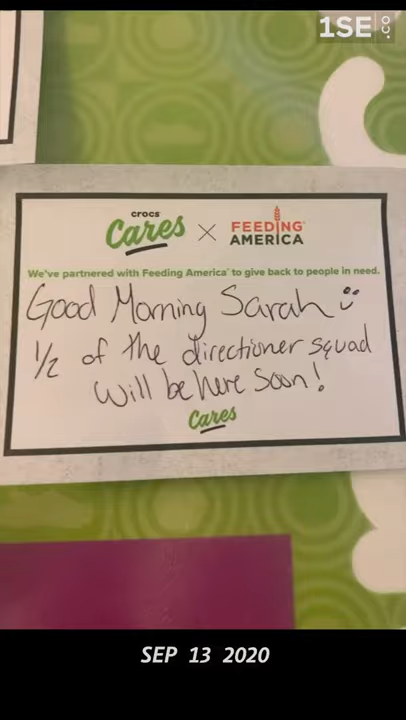 1SE.co
crocs
Cares × FEEDING
AMERICA
We've partnered with Feeding America to give back to people in need.
Good Morning Sarah :)
1/2 of the directioner squad
will be here soon!
Cares
SEP 13 2020